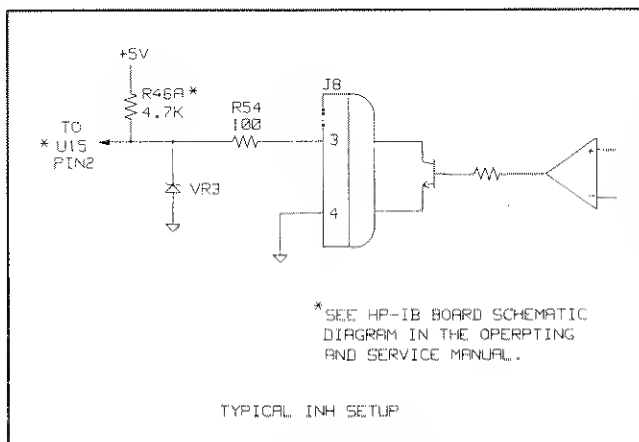 +5V
R46A*
4.7K
J8
R54
100
TO
* U15
PIN2
3
VR3
4
+
-
*SEE HP-IB BOARD SCHEMATIC
DIAGRAM IN THE OPERPTING
AND SERVICE MANUAL.
TYPICAL INH SETUP